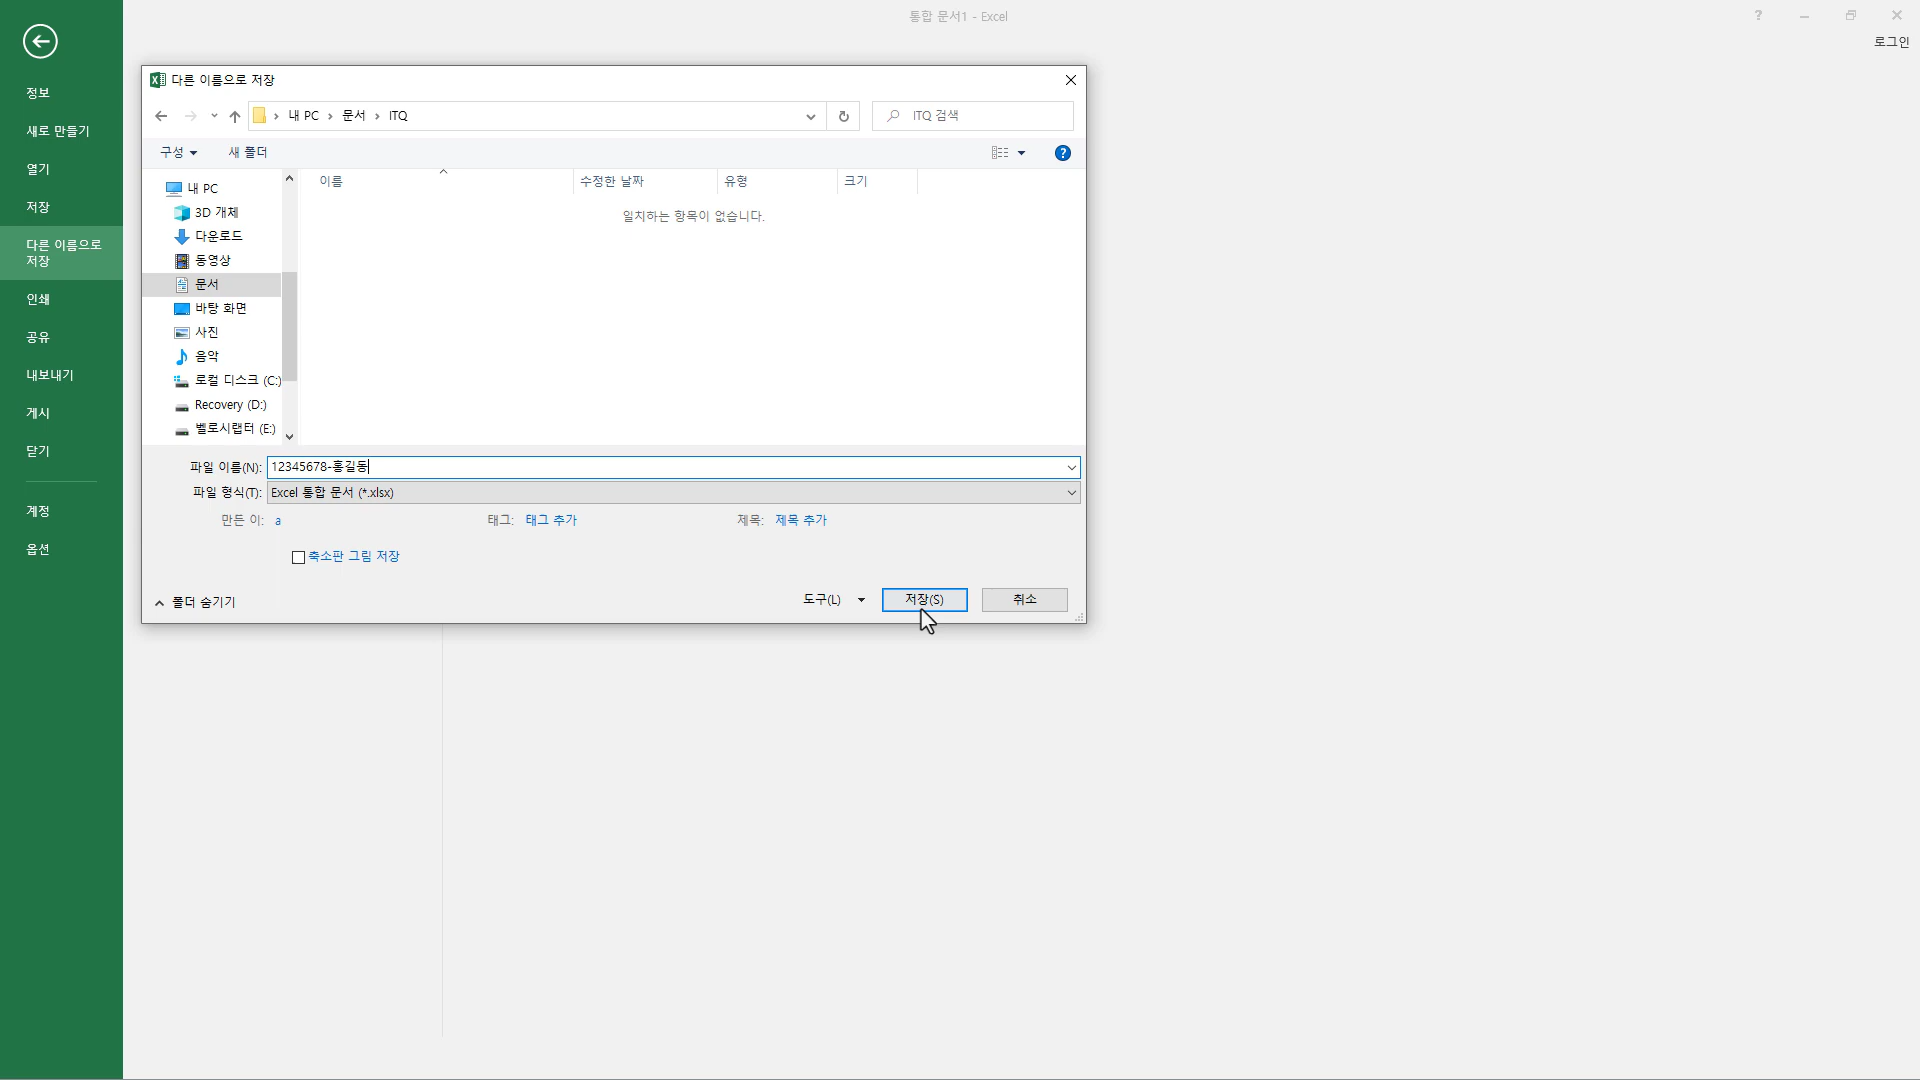 통합 문서1 - Excel
?
로그인
정보
새로 만들기
열기
저장
다른 이름으로
저장
인쇄
공유
내보내기
게시
닫기
계정
옵션
다른 이름으로 저장
내 PC › 문서 › ITQ
ITQ 검색
구성
새 폴더
?
내 PC
3D 개체
다운로드
동영상
문서
바탕 화면
사진
음악
로컬 디스크 (C:)
Recovery (D:)
벨로시랩터 (E:)
이름 수정한 날짜 유형 크기
일치하는 항목이 없습니다.
파일 이름(N): 12345678-홍길동
파일 형식(T): Excel 통합 문서 (*.xlsx)
만든 이: a 태그: 태그 추가 제목: 제목 추가
축소판 그림 저장
폴더 숨기기
도구(L) 저장(S) 취소